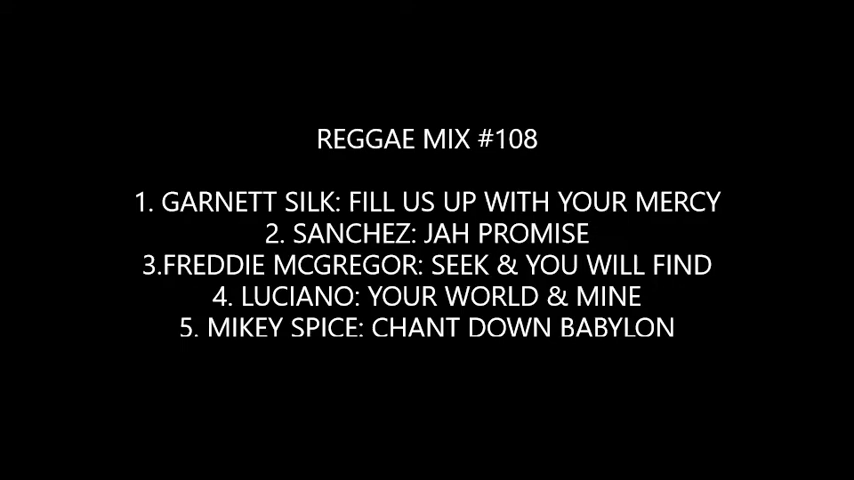 REGGAE MIX #108
1. GARNETT SILK: FILL US UP WITH YOUR MERCY
2. SANCHEZ: JAH PROMISE
3.FREDDIE MCGREGOR: SEEK & YOU WILL FIND
4. LUCIANO: YOUR WORLD & MINE
5. MIKEY SPICE: CHANT DOWN BABYLON